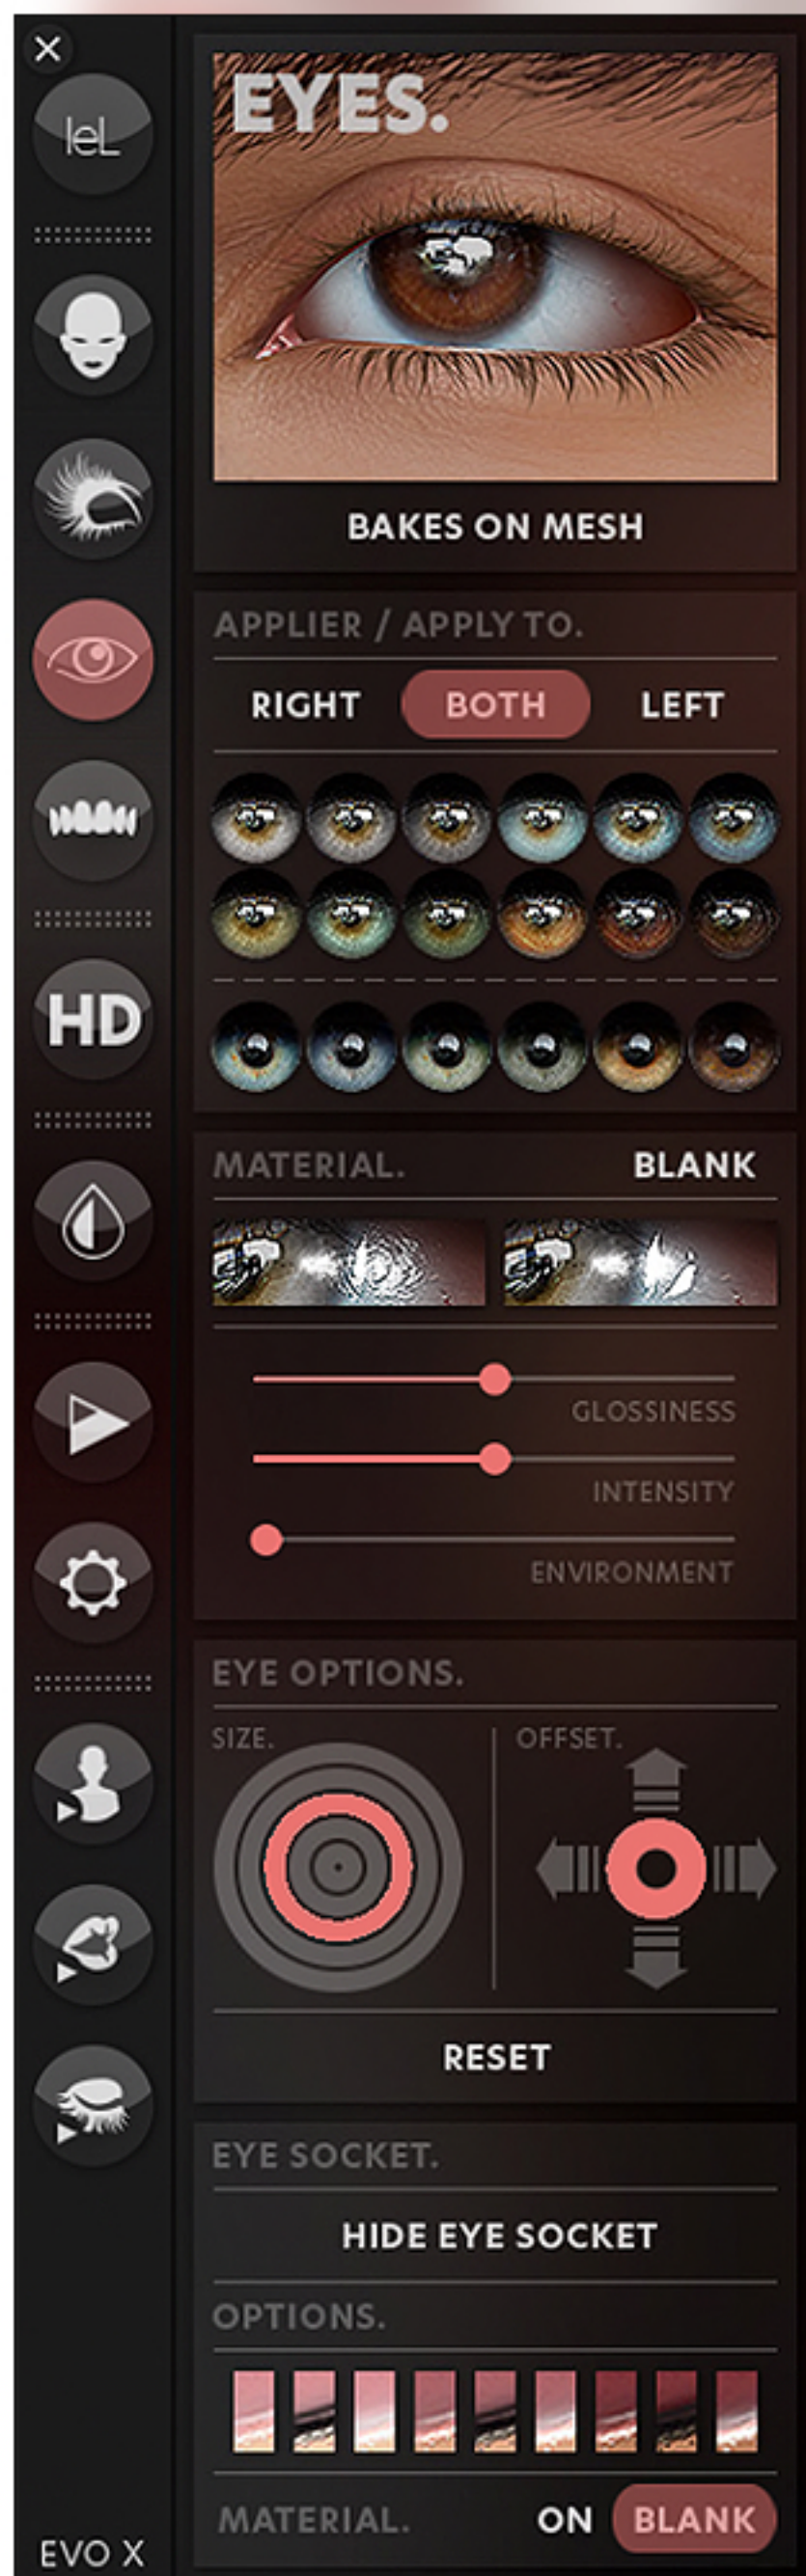 leL
HD
EVO X
EYES.
BAKES ON MESH
APPLIER / APPLY TO.
RIGHT BOTH LEFT
MATERIAL. BLANK
GLOSSINESS
INTENSITY
ENVIRONMENT
EYE OPTIONS.
SIZE. OFFSET.
RESET
EYE SOCKET.
HIDE EYE SOCKET
OPTIONS.
MATERIAL. ON BLANK